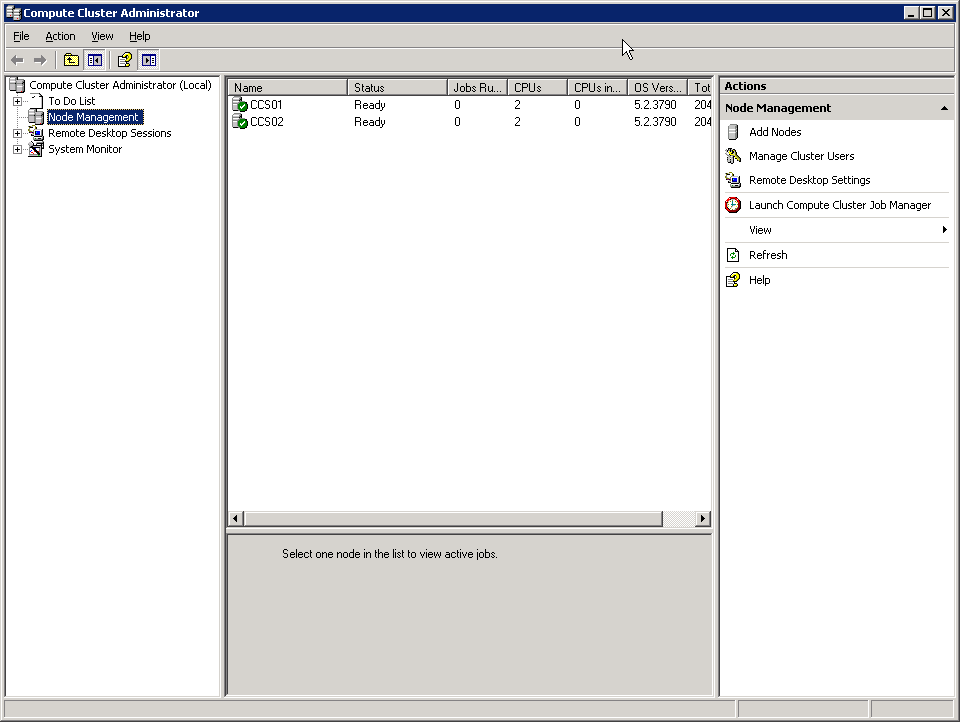 Compute Cluster Administrator
File Action View Help
Compute Cluster Administrator (Local)
To Do List
Node Management
Remote Desktop Sessions
System Monitor
Name Status Jobs Ru... CPUs CPUs in... OS Vers... Tot
CCS01 Ready 0 2 0 5.2.3790 204
CCS02 Ready 0 2 0 5.2.3790 204
Select one node in the list to view active jobs.
Actions
Node Management
Add Nodes
Manage Cluster Users
Remote Desktop Settings
Launch Compute Cluster Job Manager
View
Refresh
Help